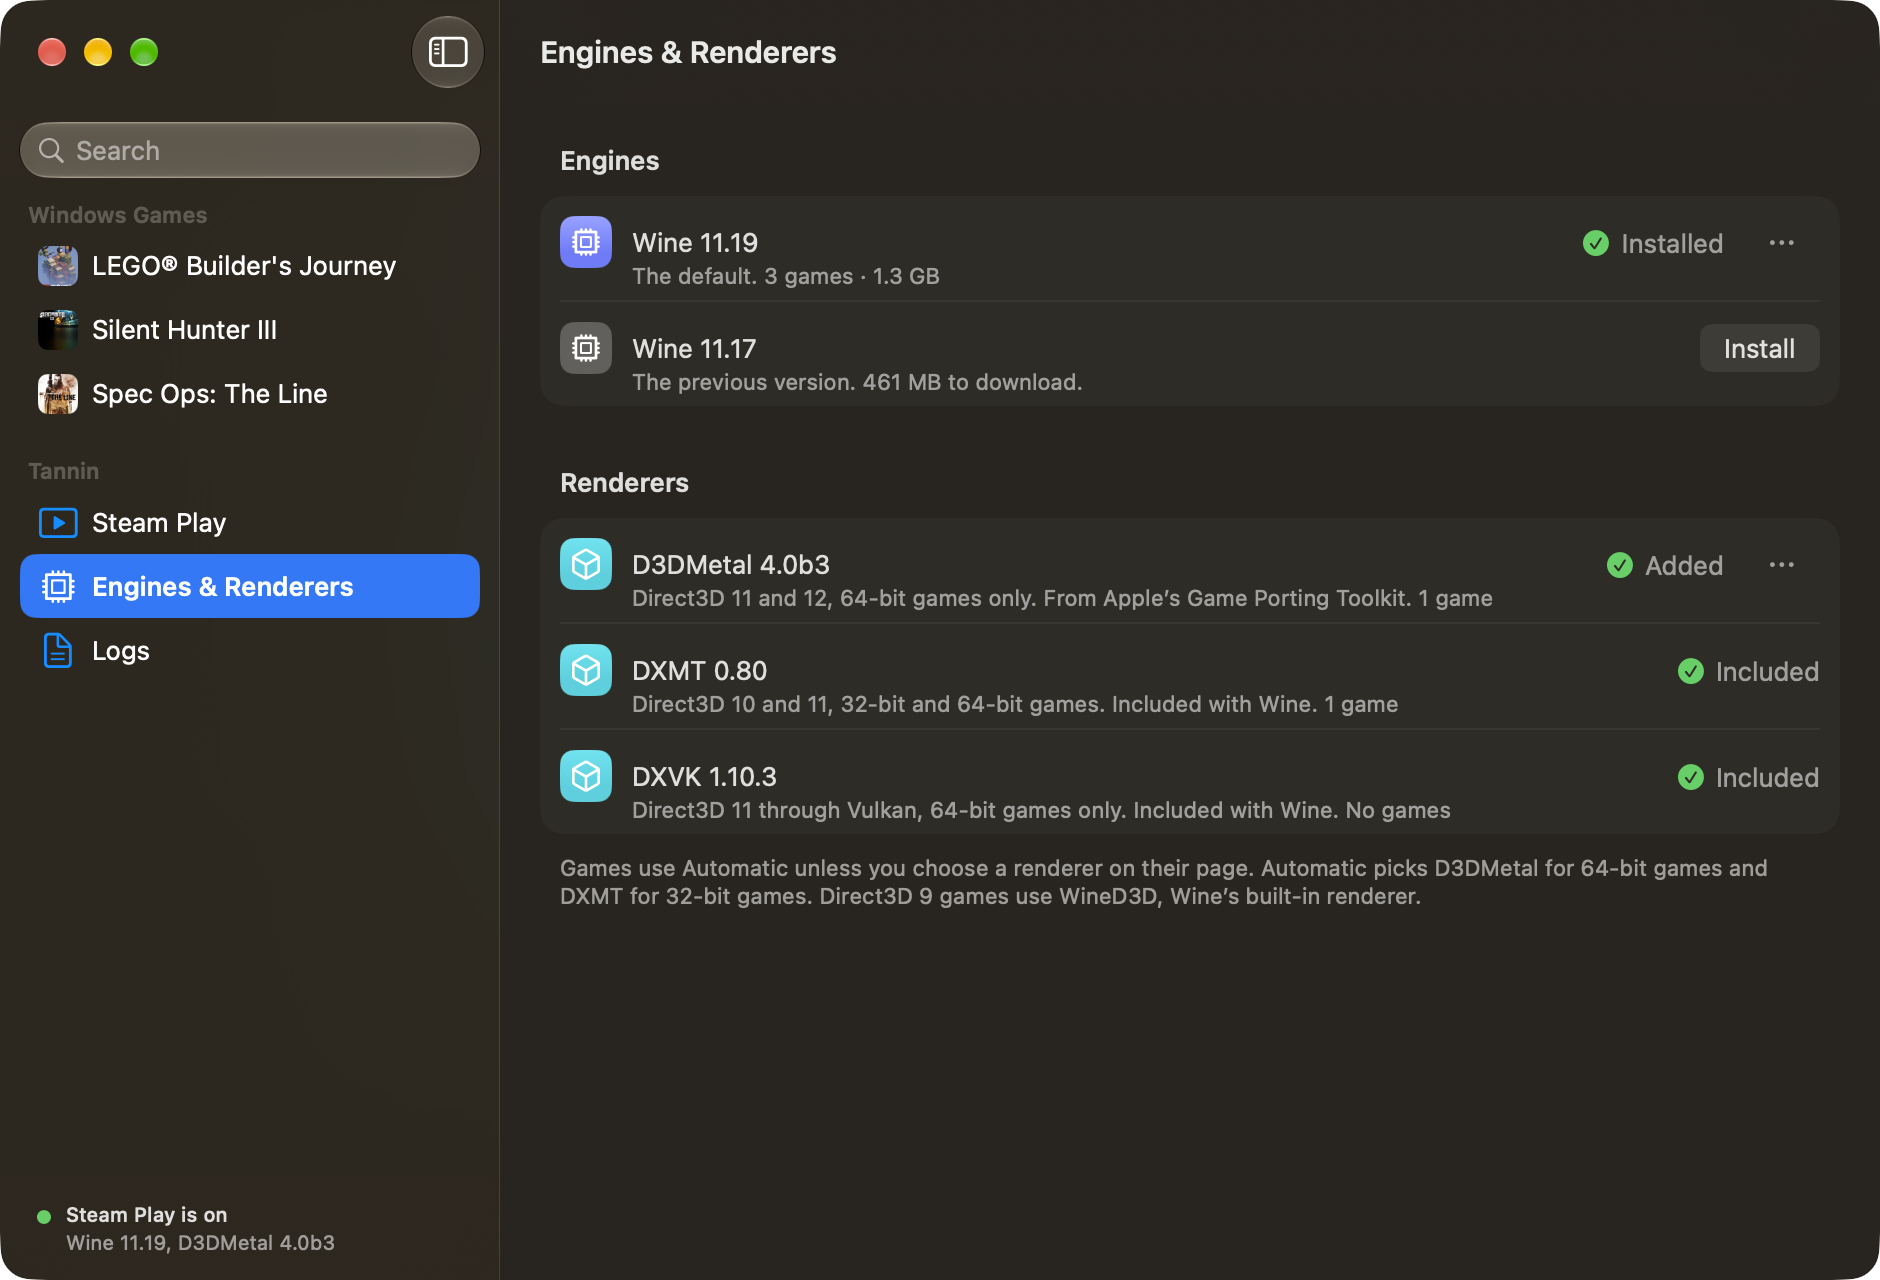 Engines & Renderers
Search
Windows Games
LEGO® Builder's Journey
Silent Hunter III
Spec Ops: The Line
Tannin
Steam Play
Engines & Renderers
Logs
Steam Play is on
Wine 11.19, D3DMetal 4.0b3
Engines
Wine 11.19
The default. 3 games · 1.3 GB
Installed
Wine 11.17
The previous version. 461 MB to download.
Install
Renderers
D3DMetal 4.0b3
Direct3D 11 and 12, 64-bit games only. From Apple’s Game Porting Toolkit. 1 game
Added
DXMT 0.80
Direct3D 10 and 11, 32-bit and 64-bit games. Included with Wine. 1 game
Included
DXVK 1.10.3
Direct3D 11 through Vulkan, 64-bit games only. Included with Wine. No games
Included
Games use Automatic unless you choose a renderer on their page. Automatic picks D3DMetal for 64-bit games and
DXMT for 32-bit games. Direct3D 9 games use WineD3D, Wine’s built-in renderer.